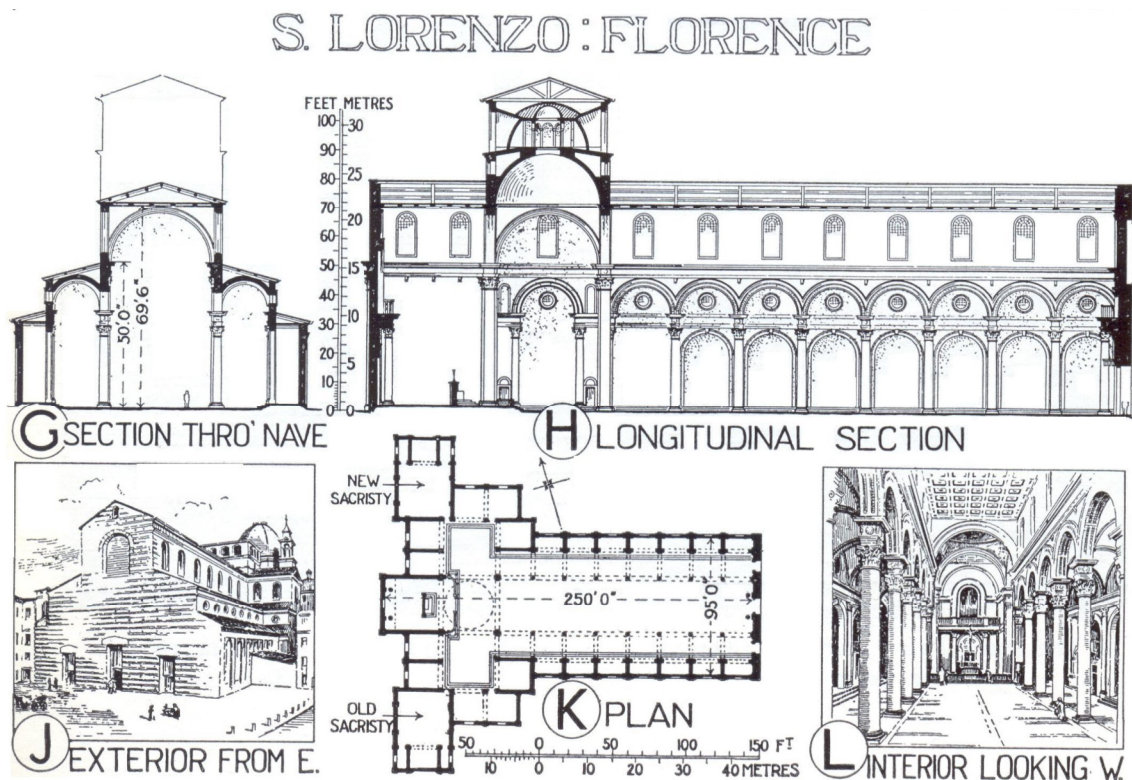 S. LORENZO : FLORENCE
FEET METRES
100
90
80
70
60
50
40
30
20
10
0
30
25
20
15
10
5
0
50'.0"
69'.6"
G SECTION THRO' NAVE
H LONGITUDINAL SECTION
NEW
SACRISTY
250'.0"
95'.0"
OLD
SACRISTY
J EXTERIOR FROM E.
K PLAN
50 0 50 100 150 FT
10 0 10 20 30 40 METRES
L INTERIOR LOOKING. W.